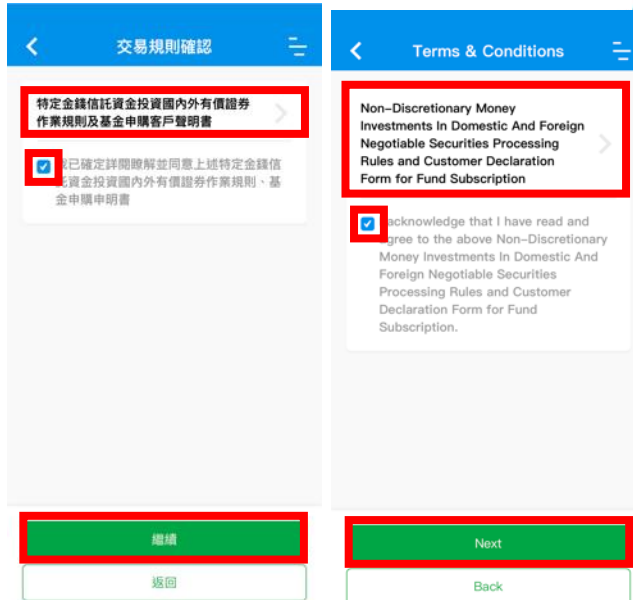 交易規則確認
特定金錢信託資金投資國內外有價證券
作業規則及基金申購客戶聲明書
已確定詳閱瞭解並同意上述特定金錢信
託資金投資國內外有價證券作業規則、基
金申購申明書
繼續
返回
Terms & Conditions
Non-Discretionary Money
Investments In Domestic And Foreign
Negotiable Securities Processing
Rules and Customer Declaration
Form for Fund Subscription
acknowledge that I have read and
agree to the above Non-Discretionary
Money Investments In Domestic And
Foreign Negotiable Securities
Processing Rules and Customer
Declaration Form for Fund
Subscription.
Next
Back